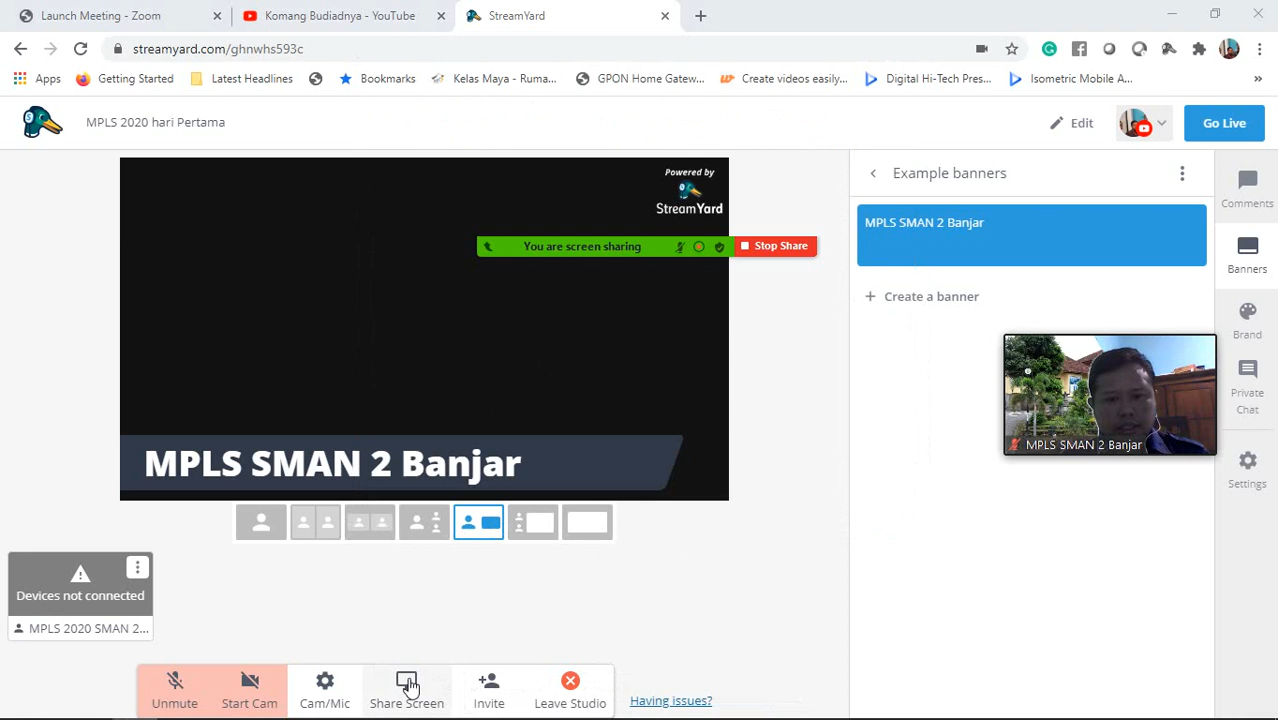 Launch Meeting - Zoom
Komang Budiadnya - YouTube
StreamYard
streamyard.com/ghnwhs593c
Apps
Getting Started
Latest Headlines
Bookmarks
Kelas Maya - Ruma...
GPON Home Gatew...
Create videos easily...
Digital Hi-Tech Pres...
Isometric Mobile A...
MPLS 2020 hari Pertama
Edit
Go Live
Powered by
StreamYard
You are screen sharing
Stop Share
MPLS SMAN 2 Banjar
Example banners
MPLS SMAN 2 Banjar
+ Create a banner
MPLS SMAN 2 Banjar
Comments
Banners
Brand
Private
Chat
Settings
Devices not connected
MPLS 2020 SMAN 2...
Unmute
Start Cam
Cam/Mic
Share Screen
Invite
Leave Studio
Having issues?